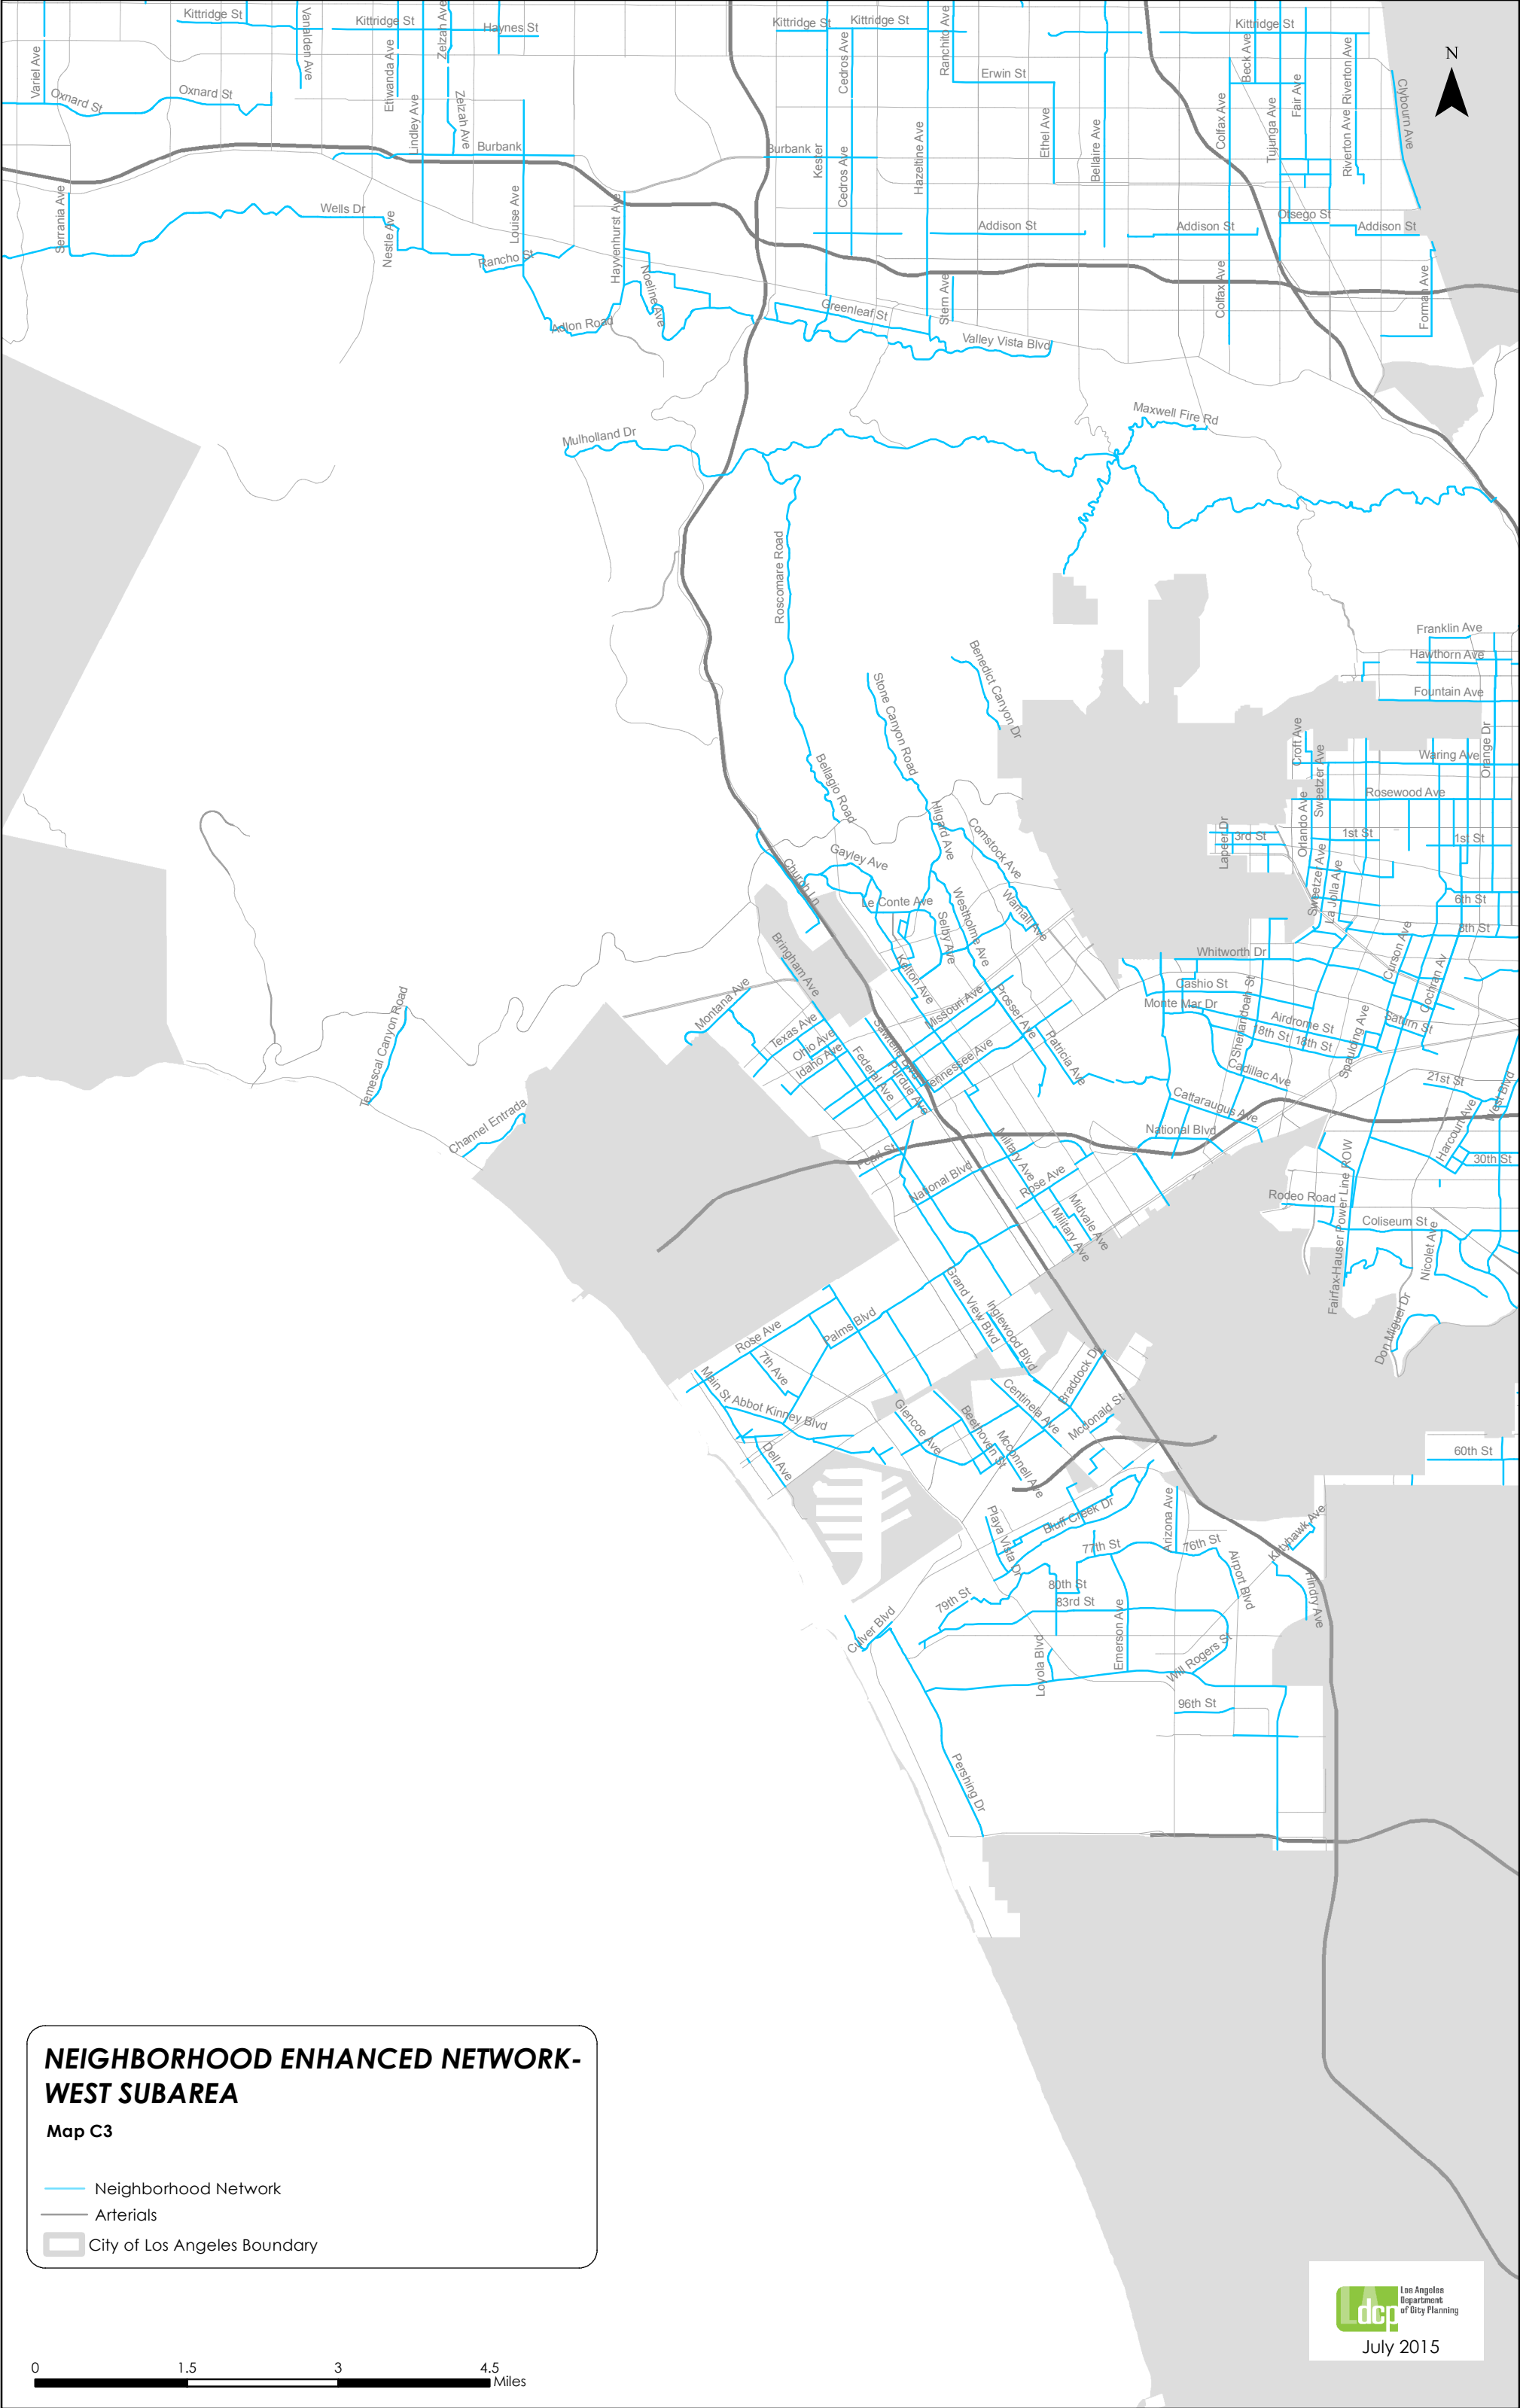 Kittridge St
Vanalden Ave
Kittridge St
Zelzah Ave
Haynes St
Kittridge St
Kittridge St
Ranchito Ave
Kittridge St
Variel Ave
Etiwanda Ave
Cedros Ave
Beck Ave
Riverton Ave
N
Oxnard St
Oxnard St
Lindley Ave
Zelzah Ave
Erwin St
Ethel Ave
Bellaire Ave
Colfax Ave
Tujunga Ave
Fair Ave
Riverton Ave
Clybourn Ave
Burbank
Burbank
Kester
Cedros Ave
Hazeltine Ave
Serrania Ave
Wells Dr
Nestle Ave
Louise Ave
Hayvenhurst Ave
Addison St
Addison St
Otsego St
Addison St
Rancho St
Noeline Ave
Adlon Road
Greenleaf St
Stern Ave
Colfax Ave
Forman Ave
Valley Vista Blvd
Mulholland Dr
Maxwell Fire Rd
Roscomare Road
Benedict Canyon Dr
Stone Canyon Road
Bellagio Road
Franklin Ave
Hawthorn Ave
Fountain Ave
Croft Ave
Sweetzer Ave
Waring Ave
Orange Dr
Rosewood Ave
Orlando Ave
Lapeer Dr
3rd St
1st St
1st St
Hilgard Ave
Comstock Ave
Gayley Ave
Church Ln
Le Conte Ave
Westholme Ave
Warnall Ave
Selby Ave
Sweetzer Ave
La Jolla Ave
6th St
8th St
Bringham Ave
Kelton Ave
Whitworth Dr
Curson Ave
Cochran Av
Cashio St
Monte Mar Dr
Montana Ave
Missouri Ave
Prosser Ave
Airdrome St
Saturn St
18th St
18th St
Spaulding Ave
CShenandoah St
Texas Ave
Ohio Ave
Idaho Ave
Federal Ave
Purdue Ave
Tennessee Ave
Patricia Ave
Cadillac Ave
21st St
West Blvd
Temescal Canyon Road
Channel Entrada
Cattaraugus Ave
National Blvd
Harcourt Ave
30th St
Pearl St
National Blvd
Military Ave
Rose Ave
Midvale Ave
Military Ave
Rodeo Road
Fairfax-Hauser Power Line ROW
Coliseum St
Nicolet Ave
Don Miguel Dr
Grand View Blvd
Inglewood Blvd
Rose Ave
Palms Blvd
7th Ave
Main St
Abbot Kinney Blvd
Dell Ave
Glencoe Ave
Beethoven St
Centinela Ave
Braddock Dr
Mcdonald St
Mcconnell Ave
60th St
Playa Vista Dr
Bluff Creek Dr
Arizona Ave
77th St
76th St
Kittyhawk Ave
Airport Blvd
Hindry Ave
79th St
80th St
83rd St
Culver Blvd
Loyola Blvd
Emerson Ave
Will Rogers St
96th St
Pershing Dr
NEIGHBORHOOD ENHANCED NETWORK-
WEST SUBAREA
Map C3
Neighborhood Network
Arterials
City of Los Angeles Boundary
0 1.5 3 4.5
Miles
Ldcp
Los Angeles
Department
of City Planning
July 2015